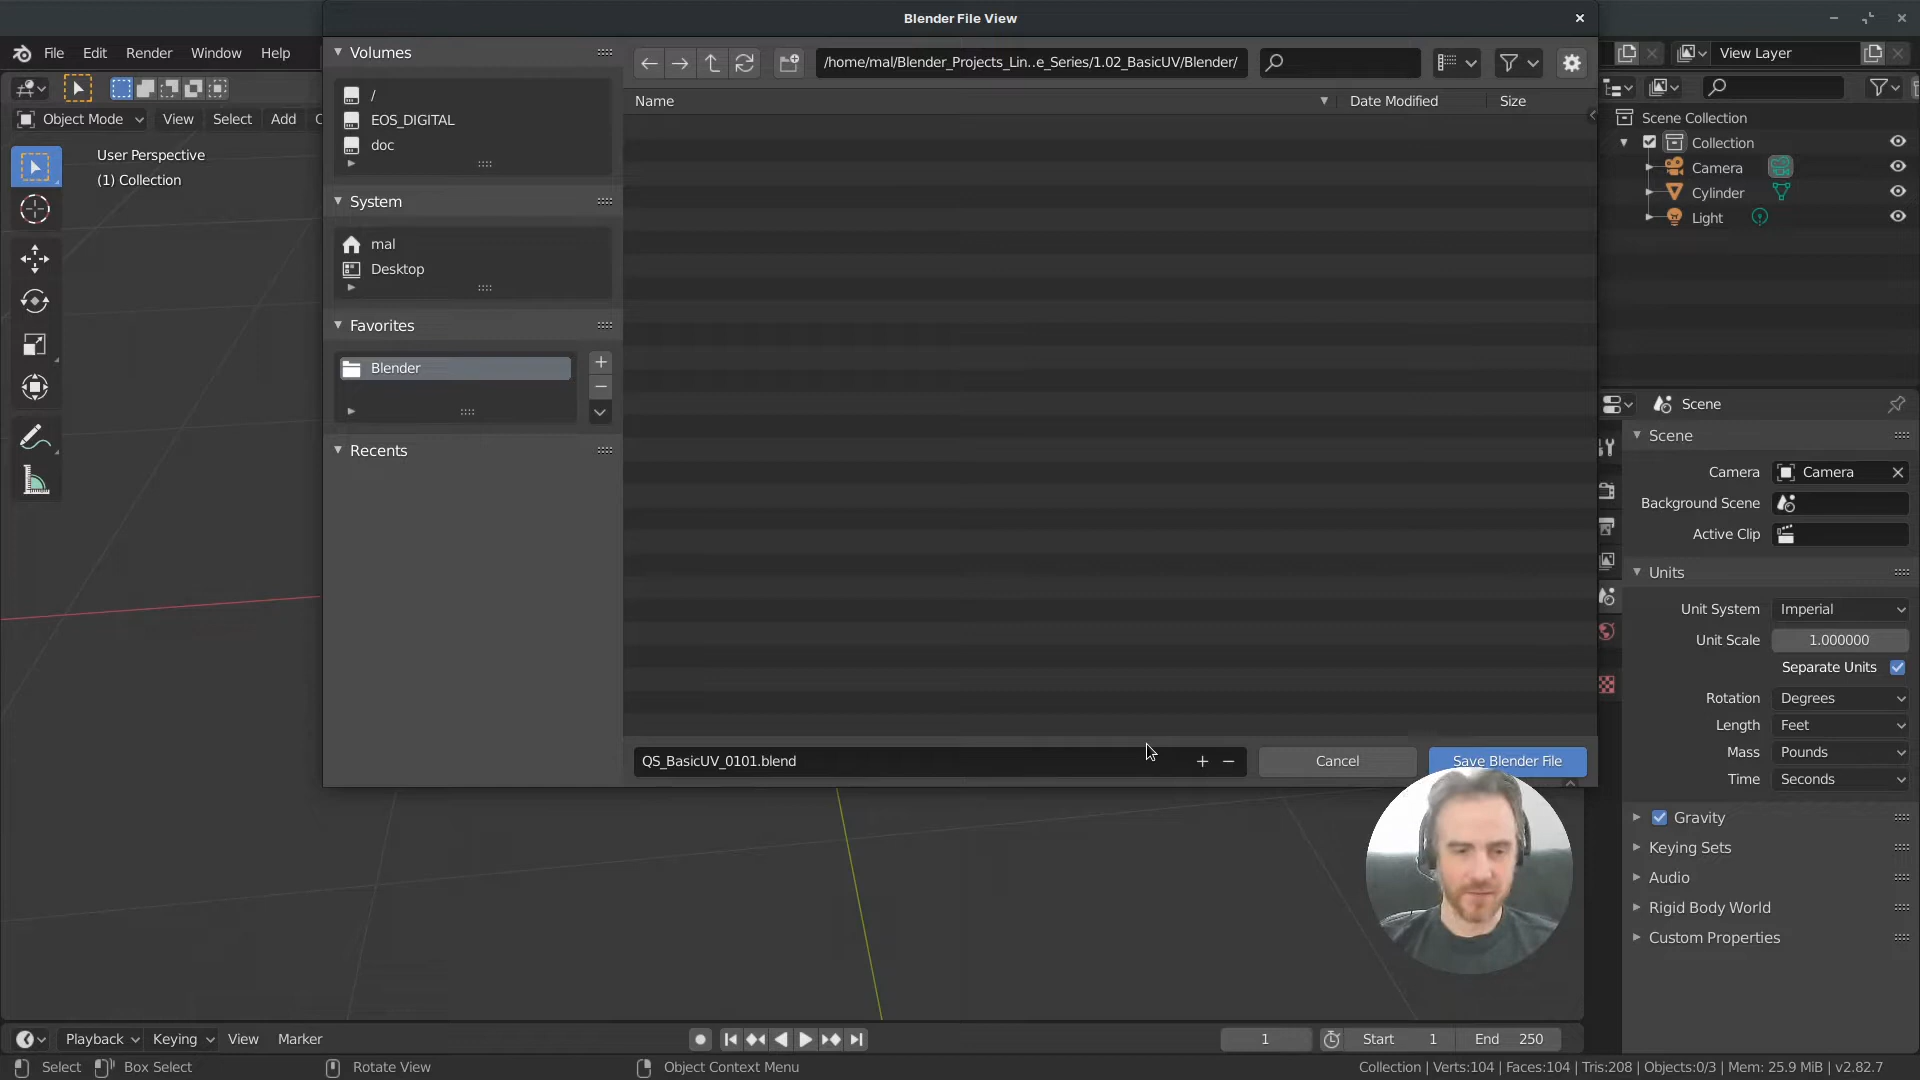 Blender File View
File Edit Render Window Help
View Layer
Object Mode View Select Add
User Perspective
(1) Collection
Volumes
/
EOS_DIGITAL
doc
System
mal
Desktop
Favorites
Blender
Recents
/home/mal/Blender_Projects_Lin..e_Series/1.02_BasicUV/Blender/
Name Date Modified Size
QS_BasicUV_0101.blend
Cancel
Save Blender File
Scene Collection
Collection
Camera
Cylinder
Light
Scene
Scene
Camera Camera
Background Scene
Active Clip
Units
Unit System Imperial
Unit Scale 1.000000
Separate Units
Rotation Degrees
Length Feet
Mass Pounds
Time Seconds
Gravity
Keying Sets
Audio
Rigid Body World
Custom Properties
Playback Keying View Marker
1 Start 1 End 250
Select Box Select Rotate View Object Context Menu
Collection | Verts:104 | Faces:104 | Tris:208 | Objects:0/3 | Mem: 25.9 MiB | v2.82.7